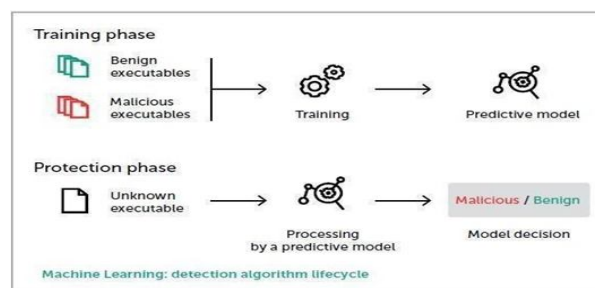 Training phase
Benign
executables
Malicious
executables
Training
Predictive model
Protection phase
Unknown
executable
Processing
by a predictive model
Malicious / Benign
Model decision
Machine Learning: detection algorithm lifecycle